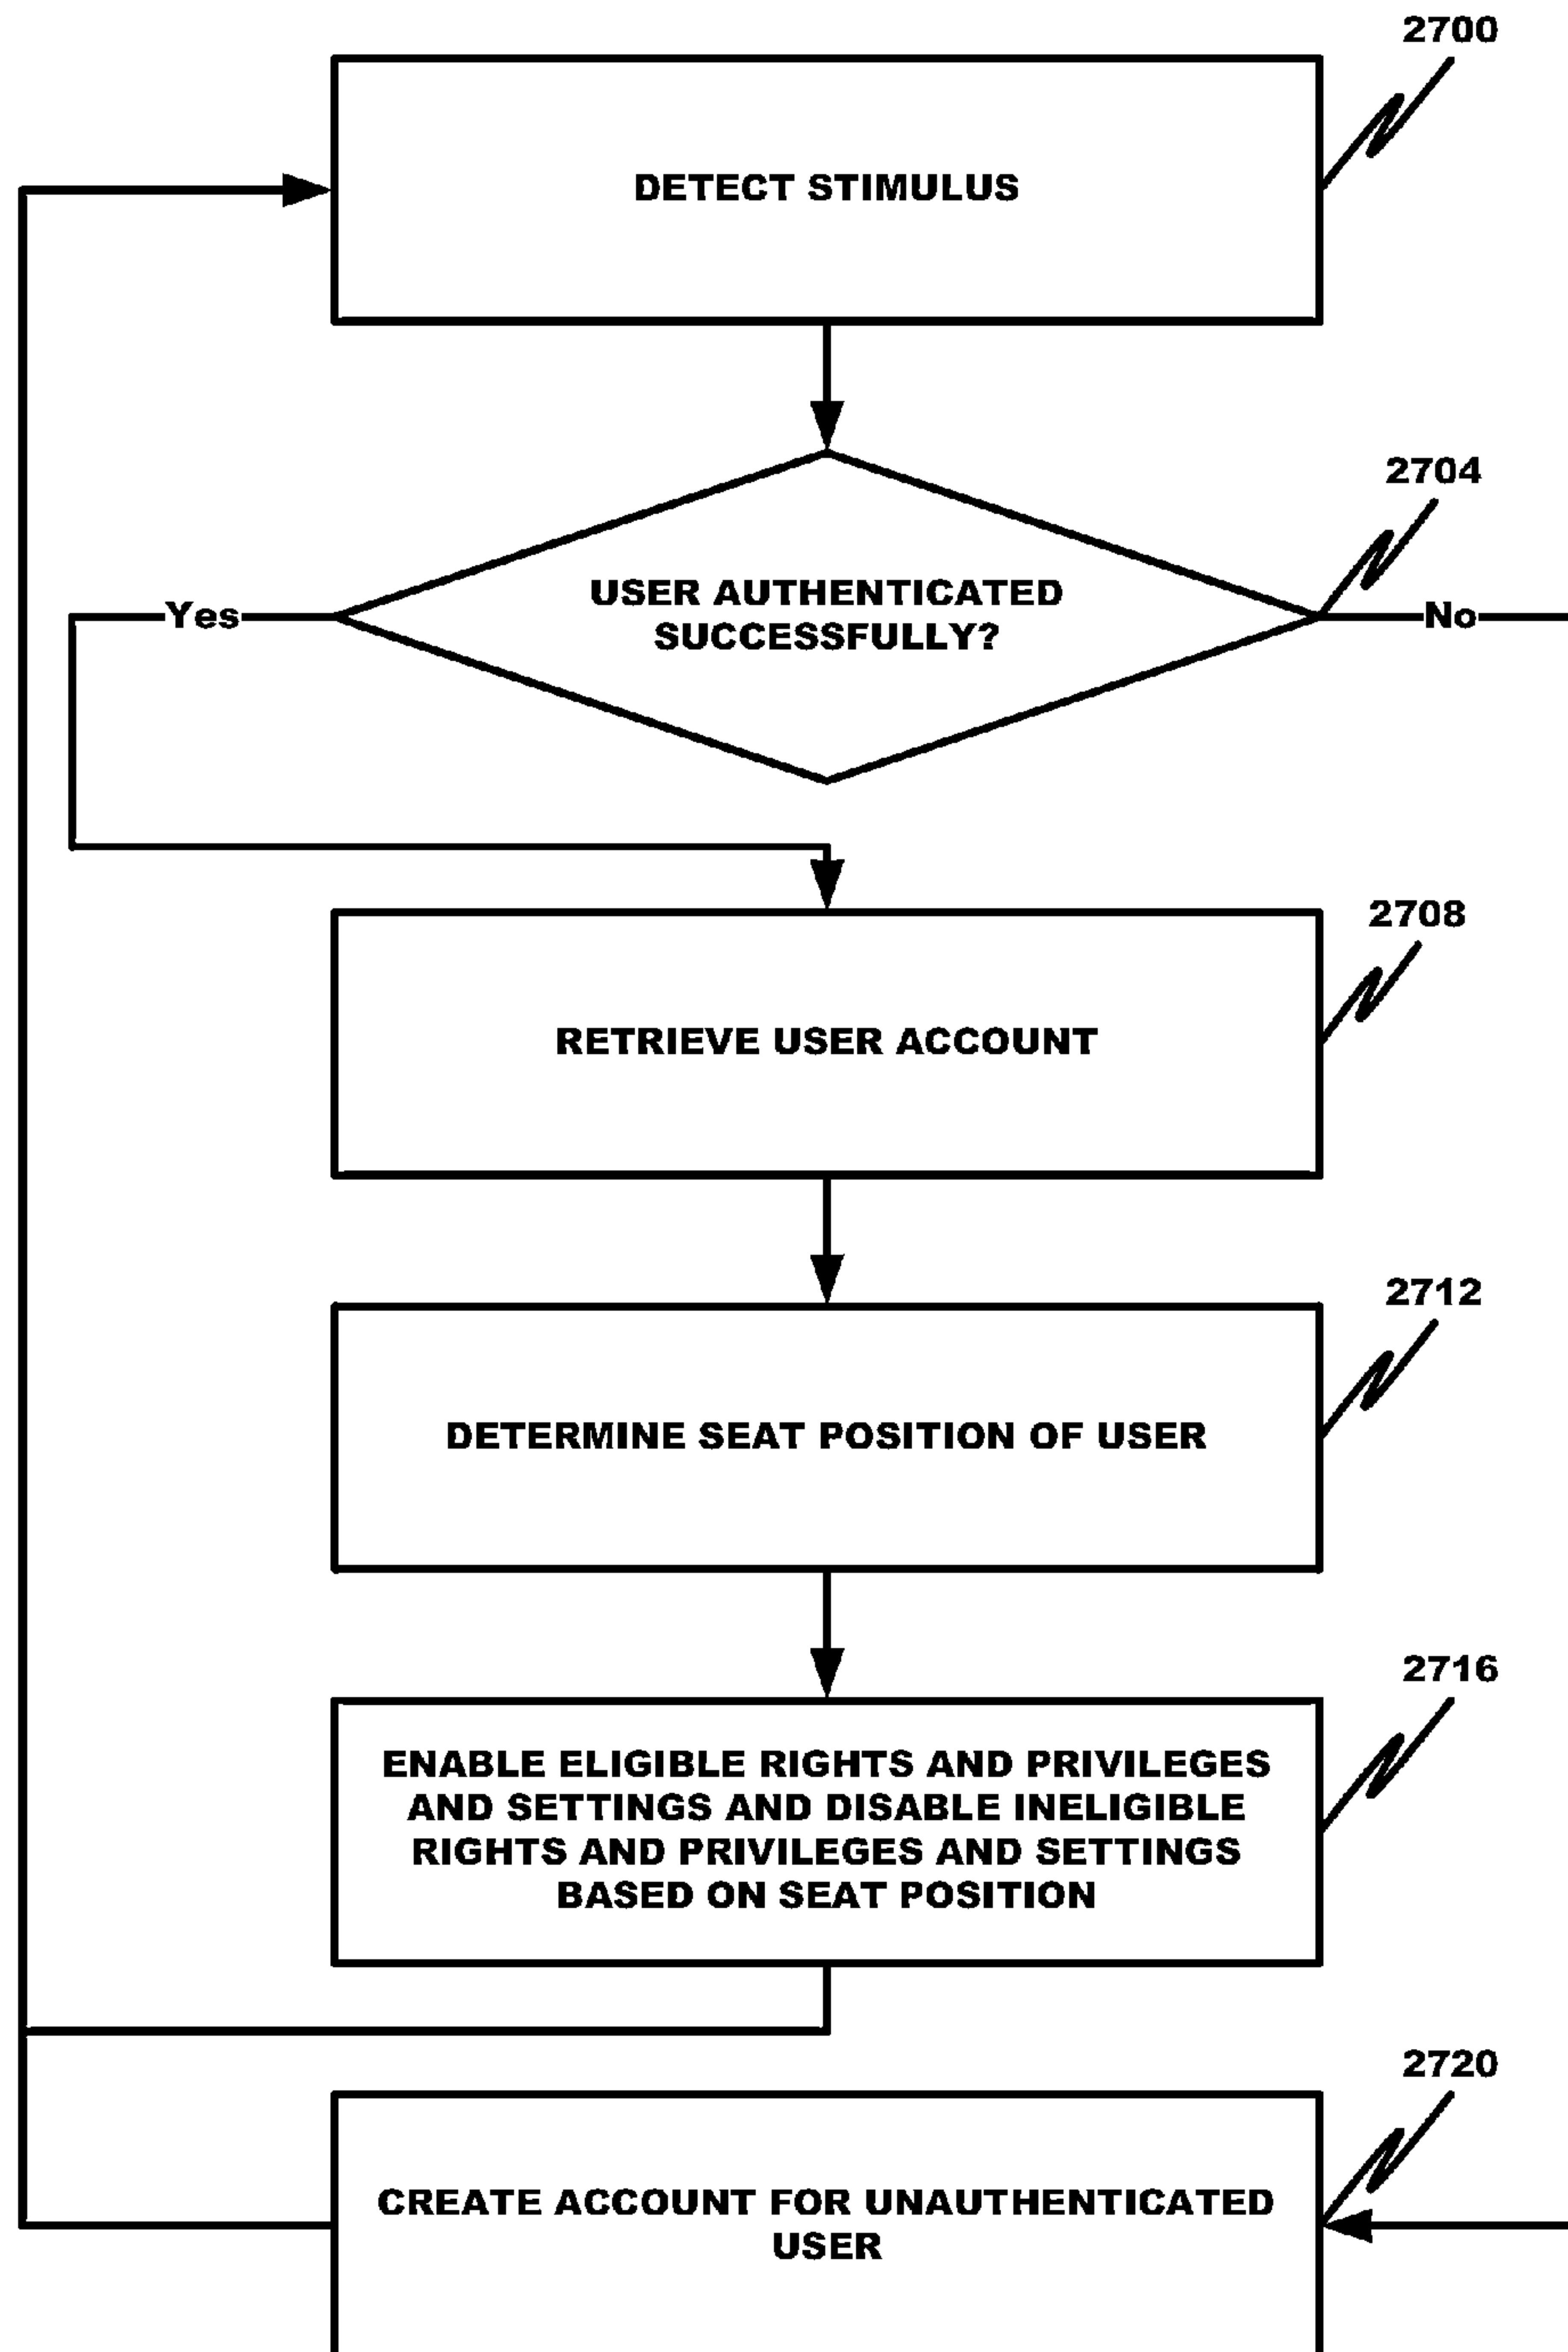 2700
DETECT STIMULUS
2704
USER AUTHENTICATED
SUCCESSFULLY?
Yes
No
2708
RETRIEVE USER ACCOUNT
2712
DETERMINE SEAT POSITION OF USER
2716
ENABLE ELIGIBLE RIGHTS AND PRIVILEGES
AND SETTINGS AND DISABLE INELIGIBLE
RIGHTS AND PRIVILEGES AND SETTINGS
BASED ON SEAT POSITION
2720
CREATE ACCOUNT FOR UNAUTHENTICATED
USER